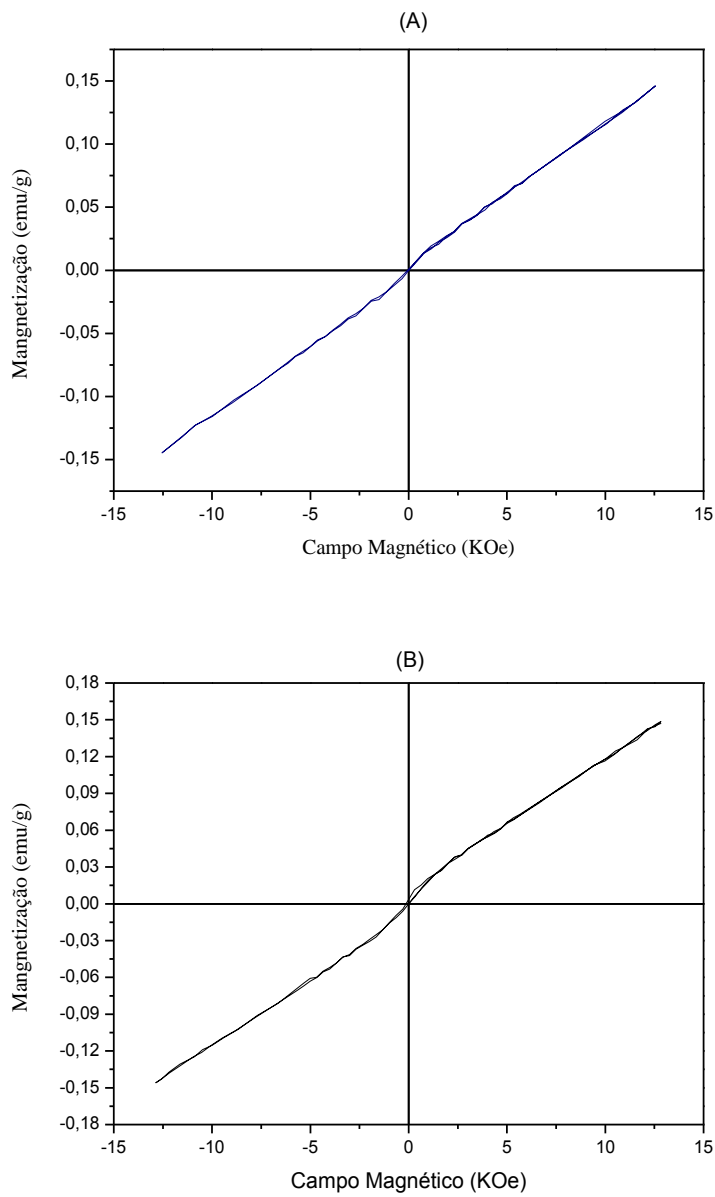 (A)
Mangnetização (emu/g)
0,15
0,10
0,05
0,00
-0,05
-0,10
-0,15
-15 -10 -5 0 5 10 15
Campo Magnético (KOe)
(B)
Mangnetização (emu/g)
0,18
0,15
0,12
0,09
0,06
0,03
0,00
-0,03
-0,06
-0,09
-0,12
-0,15
-0,18
-15 -10 -5 0 5 10 15
Campo Magnético (KOe)